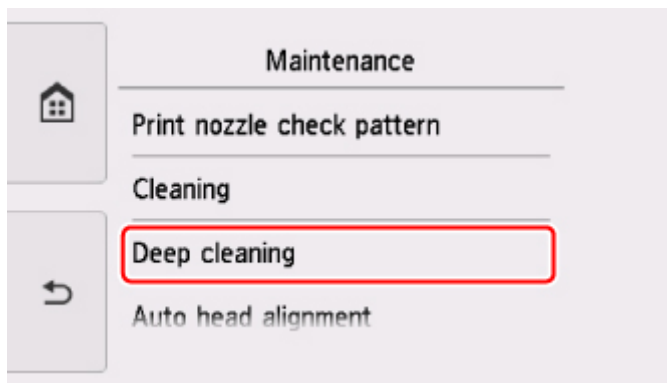 Maintenance
Print nozzle check pattern
Cleaning
Deep cleaning
Auto head alignment